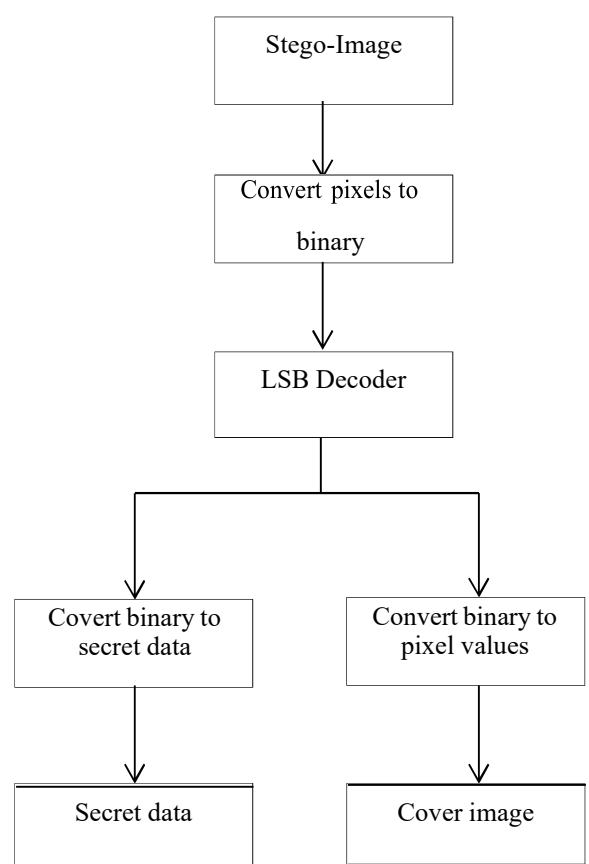 Stego-Image
Convert pixels to
binary
LSB Decoder
Covert binary to
secret data
Convert binary to
pixel values
Secret data
Cover image